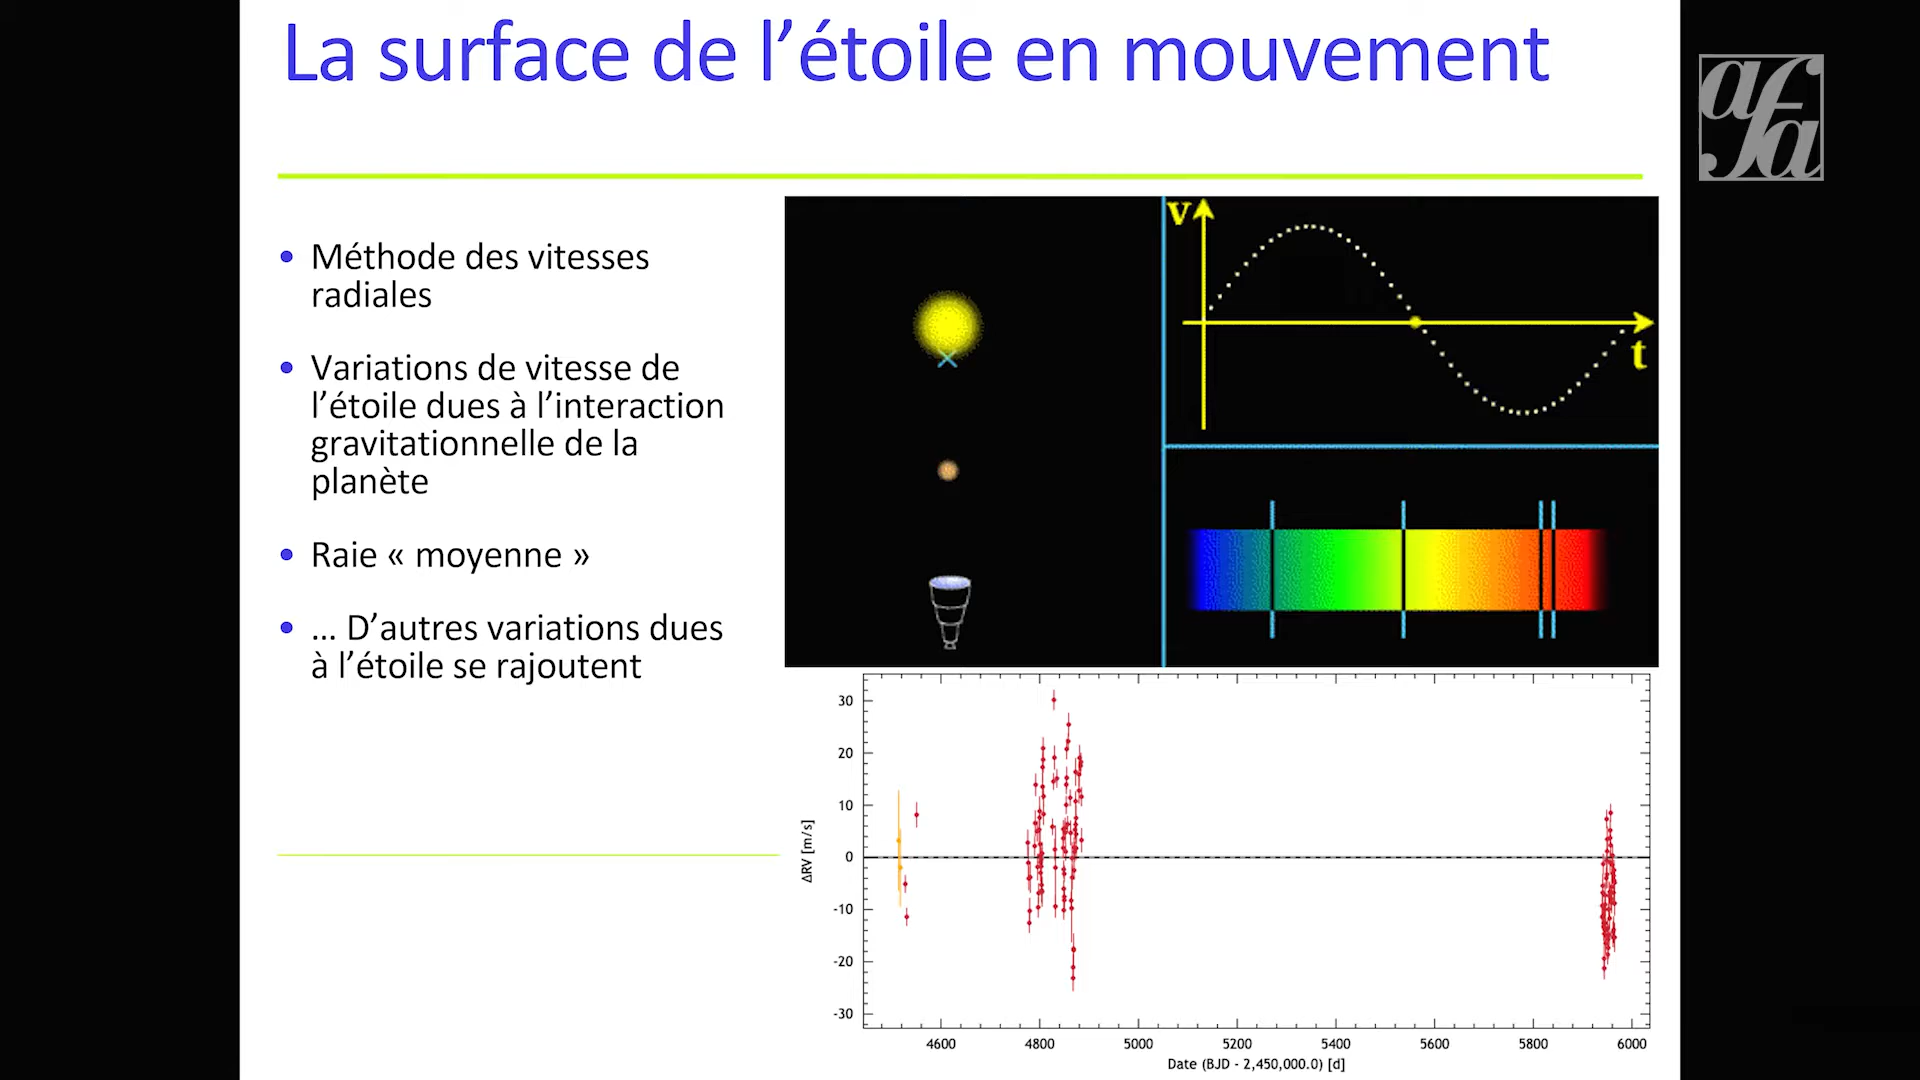 La surface de l’étoile en mouvement
afa
• Méthode des vitesses
radiales
• Variations de vitesse de
l’étoile dues à l’interaction
gravitationnelle de la
planète
• Raie « moyenne »
• ... D’autres variations dues
à l’étoile se rajoutent
v
t
30
20
10
0
-10
-20
-30
ΔRV [m/s]
4600 4800 5000 5200 5400 5600 5800 6000
Date (BJD - 2,450,000.0) [d]